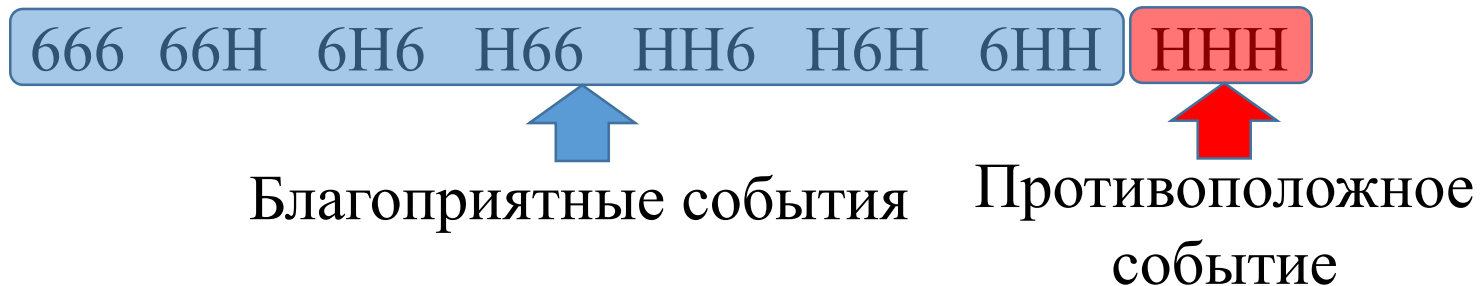 666 66Н 6Н6 Н66 НН6 Н6Н 6НН ННН
Благоприятные события
Противоположное
событие